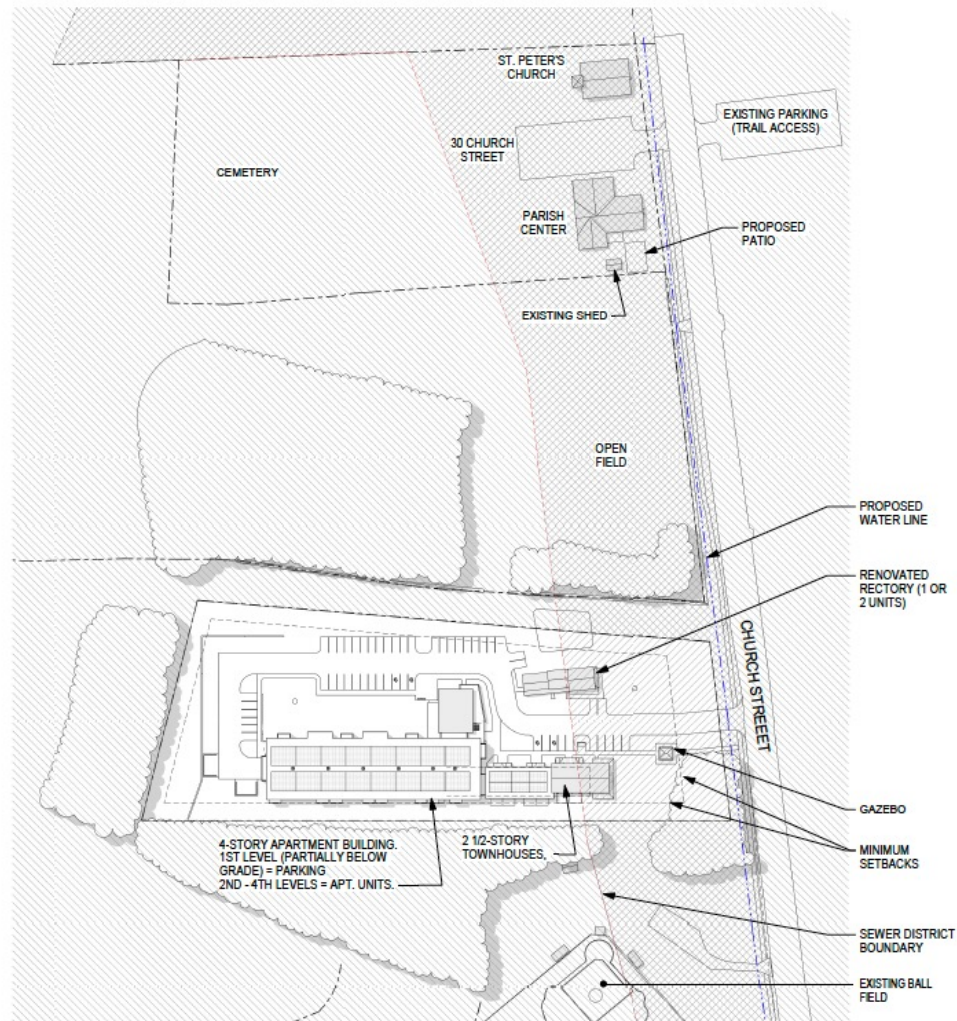 ST. PETER'S
CHURCH
EXISTING PARKING
(TRAIL ACCESS)
30 CHURCH
STREET
CEMETERY
PARISH
CENTER
PROPOSED
PATIO
EXISTING SHED
OPEN
FIELD
PROPOSED
WATER LINE
RENOVATED
RECTORY (1 OR
2 UNITS)
CHURCH STREEET
GAZEBO
4-STORY APARTMENT BUILDING.
1ST LEVEL (PARTIALLY BELOW
GRADE) = PARKING
2ND - 4TH LEVELS = APT. UNITS.
2 1/2-STORY
TOWNHOUSES,
MINIMUM
SETBACKS
SEWER DISTRICT
BOUNDARY
EXISTING BALL
FIELD